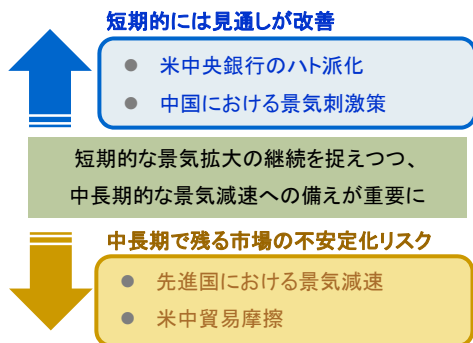 短期的には見通しが改善
● 米中央銀行のハト派化
● 中国における景気刺激策
短期的な景気拡大の継続を捉えつつ、
中長期的な景気減速への備えが重要に
中長期で残る市場の不安定化リスク
● 先進国における景気減速
● 米中貿易摩擦